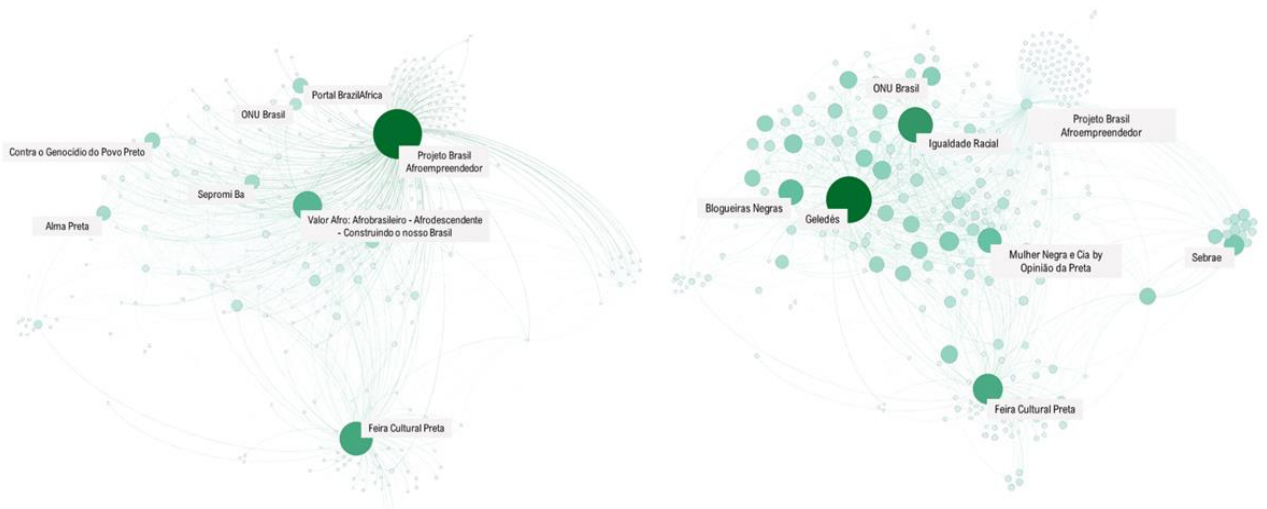 Portal BrazilAfrica
ONU Brasil
Contra o Genocídio do Povo Preto
Projeto Brasil
Afroempreendedor
Sepromi Ba
Valor Afro: Afrobrasileiro - Afrodescendente
- Construindo o nosso Brasil
Alma Preta
Feira Cultural Preta
ONU Brasil
Projeto Brasil
Afroempreendedor
Igualdade Racial
Blogueiras Negras
Geledés
Mulher Negra e Cia by
Opinião da Preta
Sebrae
Feira Cultural Preta